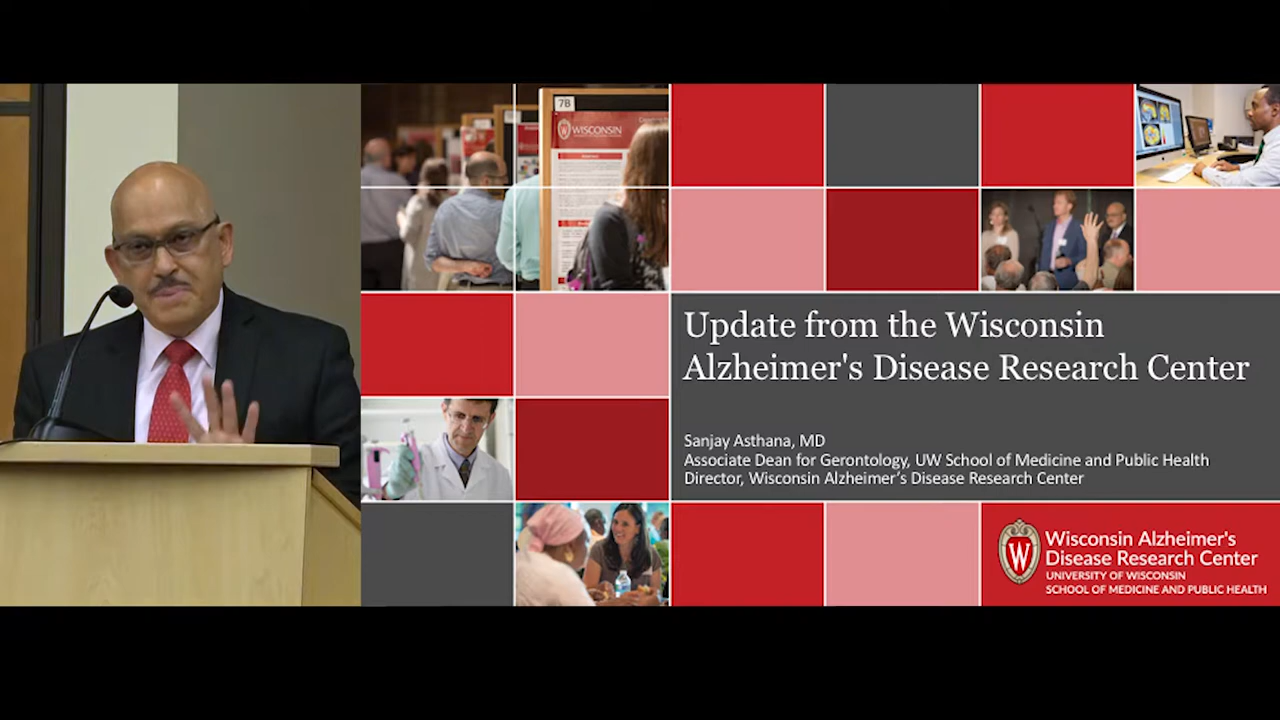 7B
WISCONSIN
Update from the Wisconsin
Alzheimer's Disease Research Center
Sanjay Asthana, MD
Associate Dean for Gerontology, UW School of Medicine and Public Health
Director, Wisconsin Alzheimer’s Disease Research Center
W
Wisconsin Alzheimer's
Disease Research Center
UNIVERSITY OF WISCONSIN
SCHOOL OF MEDICINE AND PUBLIC HEALTH